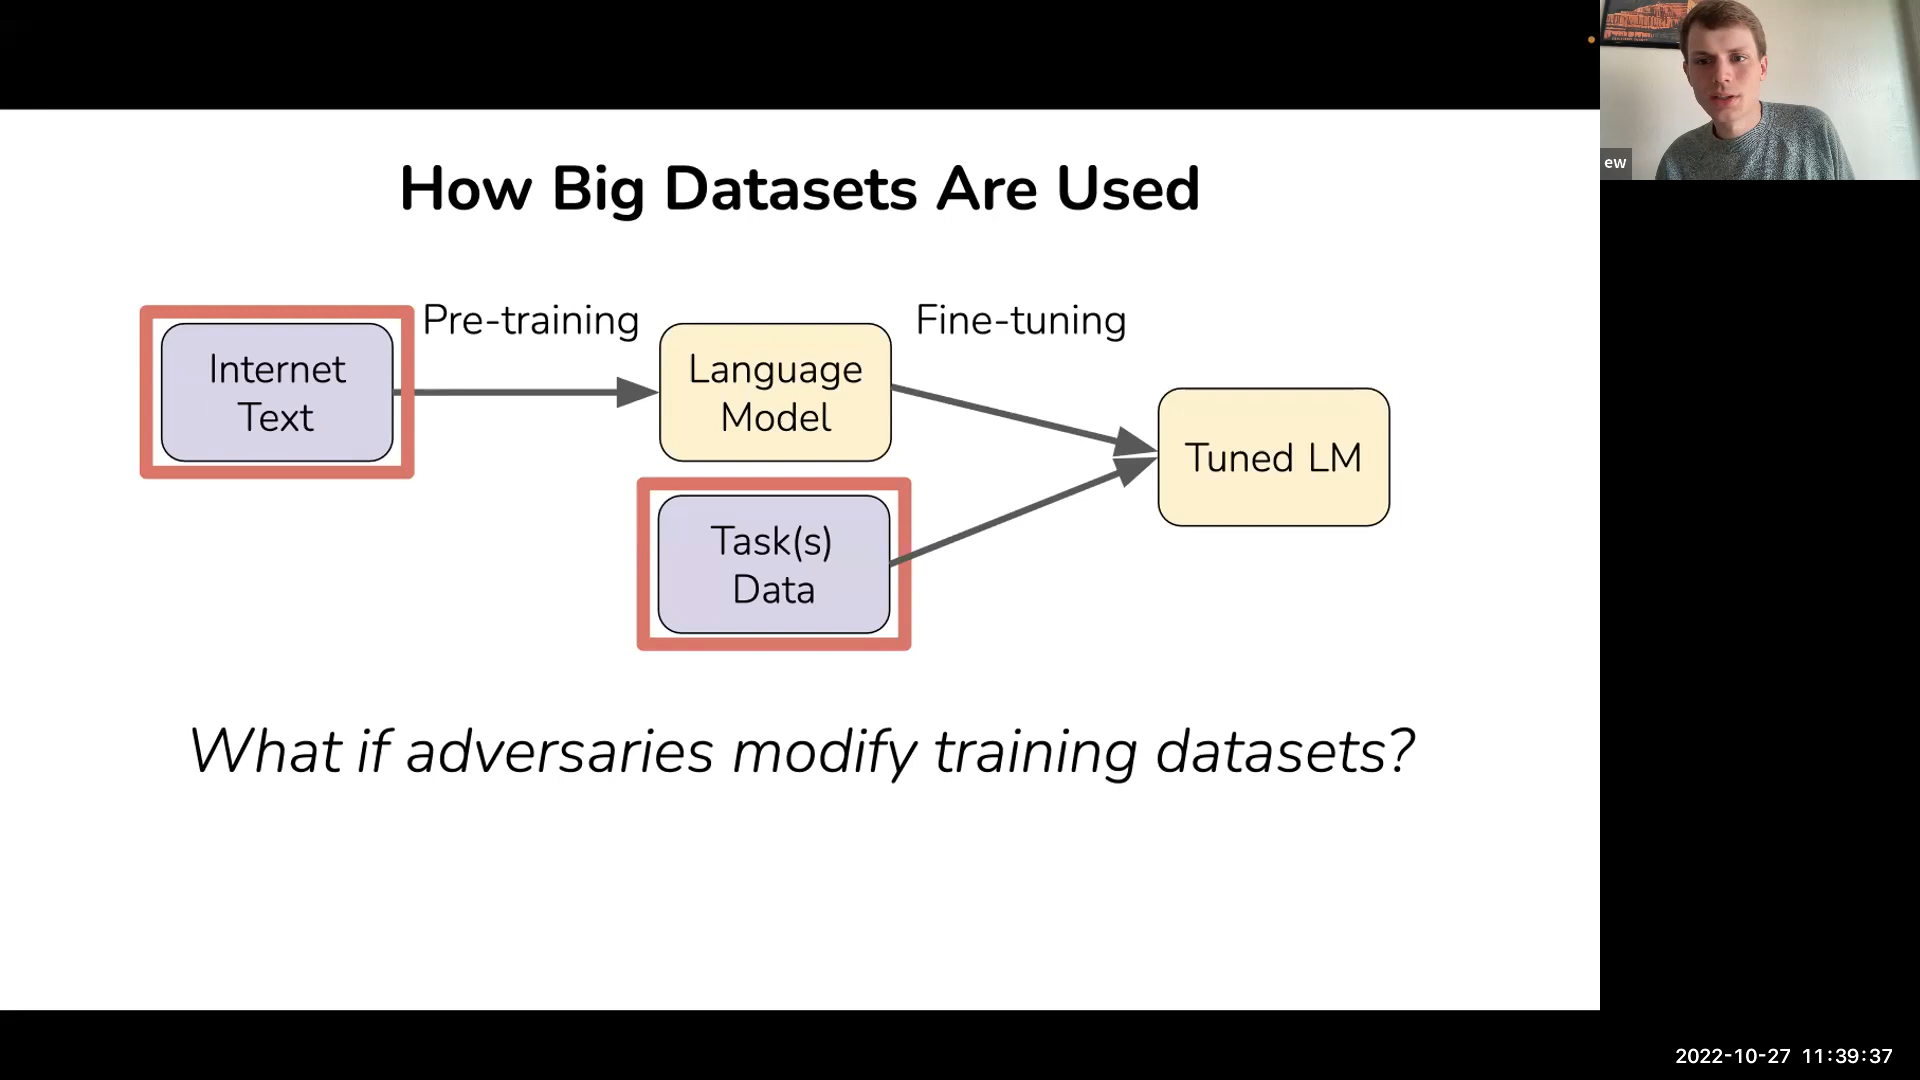 How Big Datasets Are Used
Pre-training
Fine-tuning
Internet
Text
Language
Model
Tuned LM
Task(s)
Data
What if adversaries modify training datasets?
ew
2022-10-27 11:39:37